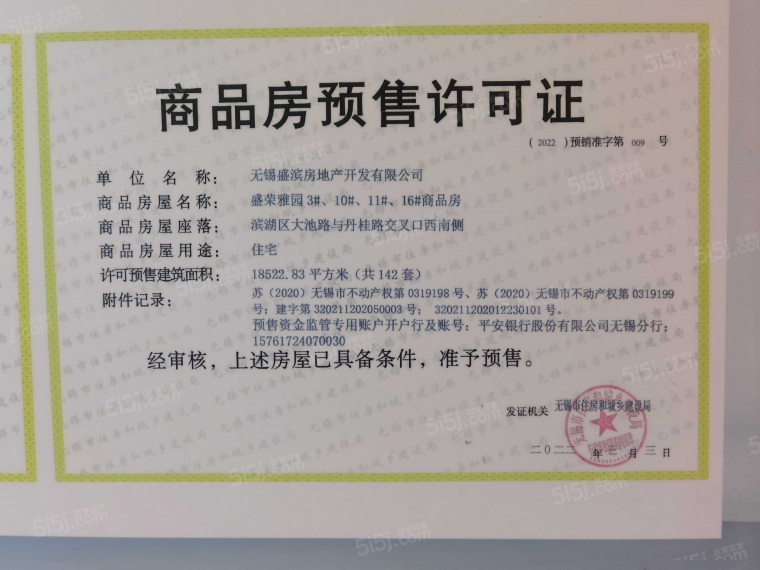 商品房预售许可证
（2022）预销准字第 009 号
单位名称： 无锡盛滨房地产开发有限公司
商品房屋名称： 盛荣雅园3#、10#、11#、16#商品房
商品房屋座落： 滨湖区大池路与丹桂路交叉口西南侧
商品房屋用途： 住宅
许可预售建筑面积： 18522.83 平方米（共 142 套）
附件记录： 苏（2020）无锡市不动产权第 0319198 号、苏（2020）无锡市不动产权第 0319199
号；建字第 320211202050003 号； 320211202012230101 号。
预售资金监管专用账户开户行及账号：平安银行股份有限公司无锡分行：
15761724070030
经审核，上述房屋已具备条件，准予预售。
发证机关 无锡市住房和城乡建设局
二〇二二 年 月 三 日
515j.com